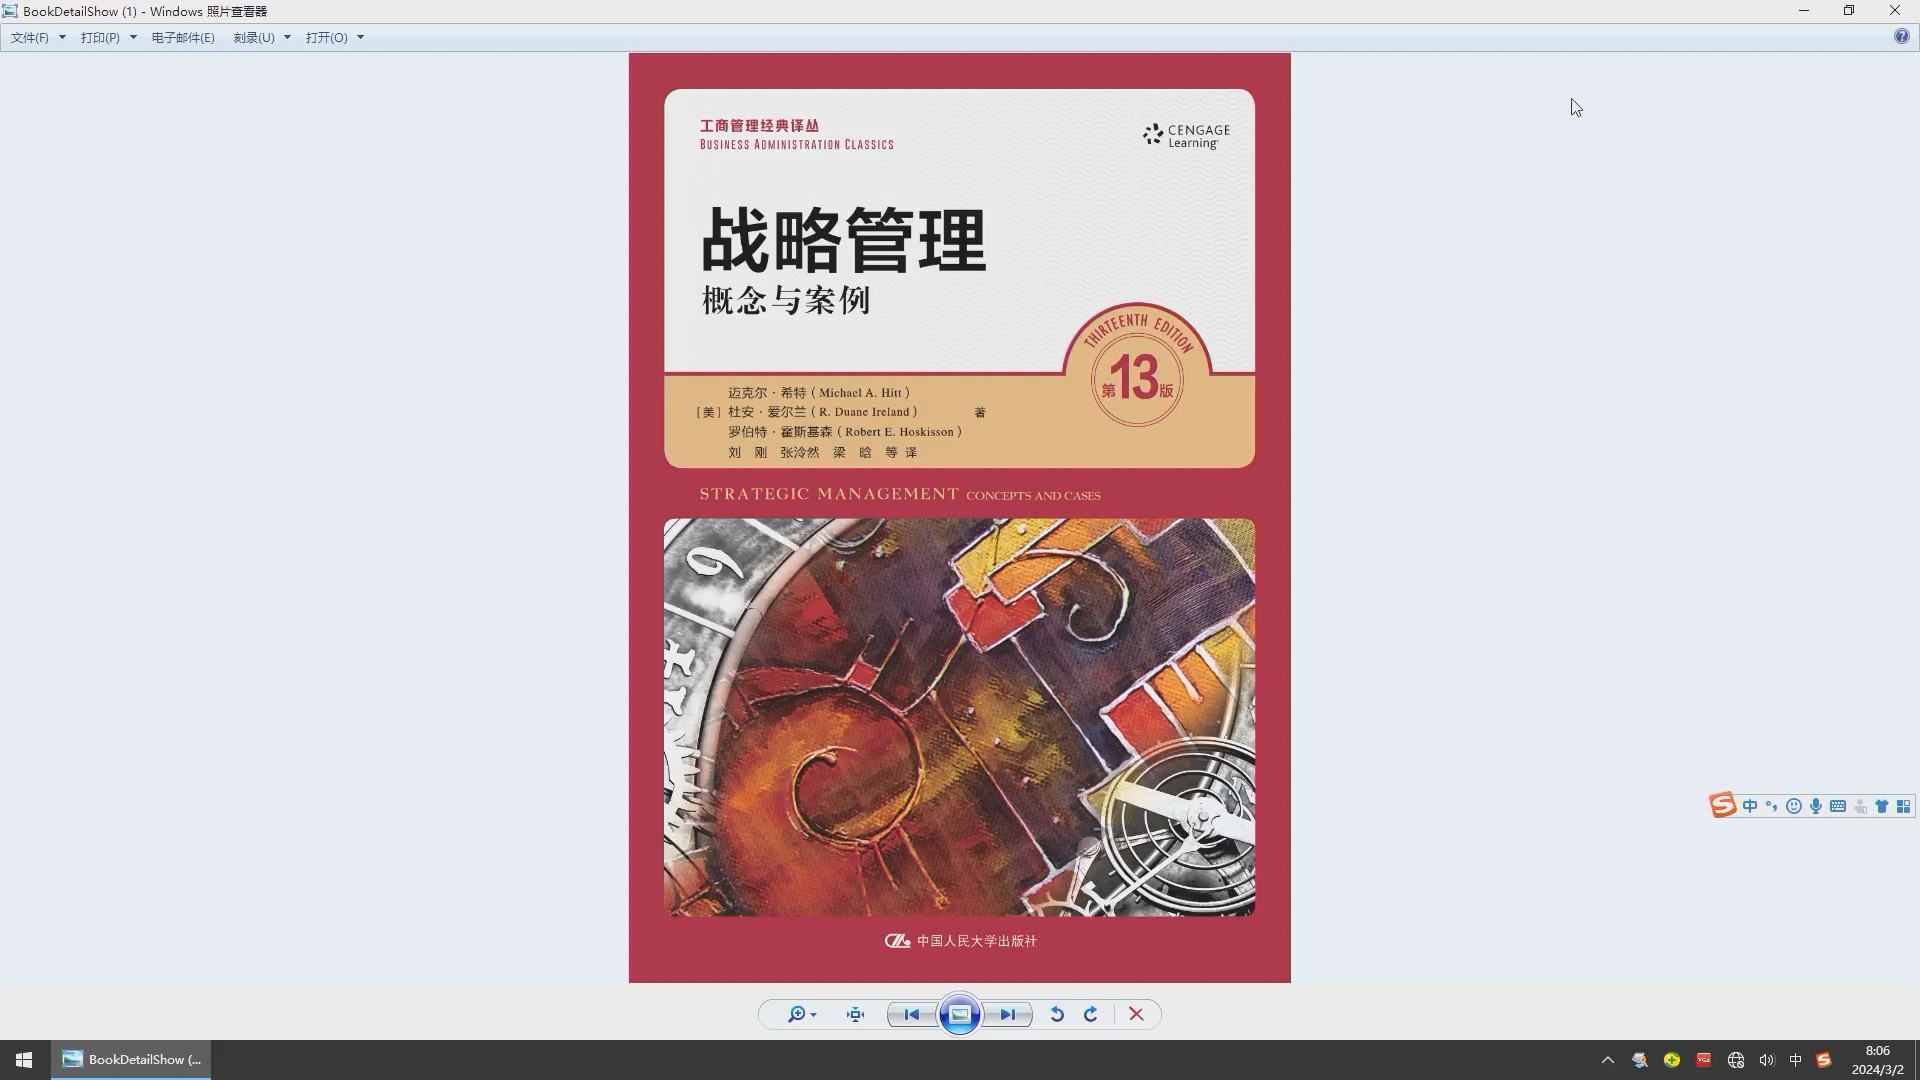 BookDetailShow (1) - Windows 照片查看器
文件(F) 打印(P) 电子邮件(E) 刻录(U) 打开(O)
工商管理经典译丛
BUSINESS ADMINISTRATION CLASSICS
CENGAGE
Learning
战略管理
概念与案例
THIRTEENTH EDITION
第13版
迈克尔·希特（Michael A. Hitt）
［美］杜安·爱尔兰（R. Duane Ireland） 著
罗伯特·霍斯基森（Robert E. Hoskisson）
刘 刚 张泠然 梁 晗 等 译
STRATEGIC MANAGEMENT CONCEPTS AND CASES
9
中国人民大学出版社
中
BookDetailShow (...
中
8:06
2024/3/2